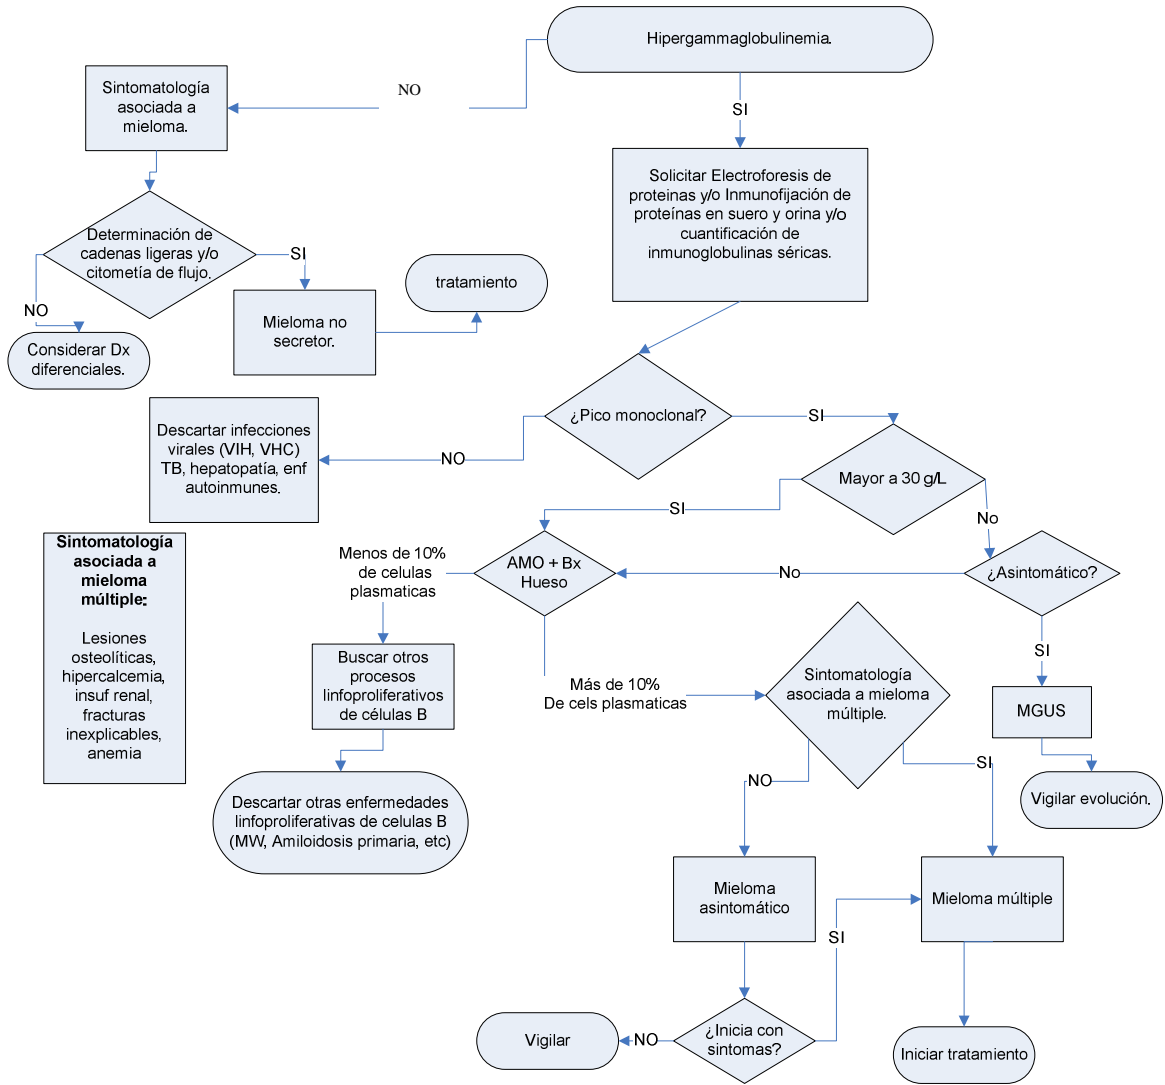 Hipergammaglobulinemia.
NO
SI
Sintomatología
asociada a
mieloma.
Solicitar Electroforesis de
proteinas y/o Inmunofijación de
proteínas en suero y orina y/o
cuantificación de
inmunoglobulinas séricas.
Determinación de
cadenas ligeras y/o
citometía de flujo.
SI
NO
tratamiento
Mieloma no
secretor.
Considerar Dx
diferenciales.
¿Pico monoclonal?
SI
NO
Descartar infecciones
virales (VIH, VHC)
TB, hepatopatía, enf
autoinmunes.
Mayor a 30 g/L
SI
No
Sintomatología
asociada a
mieloma
múltiple:
Lesiones
osteolíticas,
hipercalcemia,
insuf renal,
fracturas
inexplicables,
anemia
Menos de 10%
de celulas
plasmaticas
AMO + Bx
Hueso
No
¿Asintomático?
SI
Buscar otros
procesos
linfoproliferativos
de células B
Más de 10%
De cels plasmaticas
Sintomatología
asociada a mieloma
múltiple.
MGUS
NO
SI
Vigilar evolución.
Descartar otras enfermedades
linfoproliferativas de celulas B
(MW, Amiloidosis primaria, etc)
Mieloma
asintomático
Mieloma múltiple
SI
¿Inicia con
sintomas?
NO
Vigilar
Iniciar tratamiento